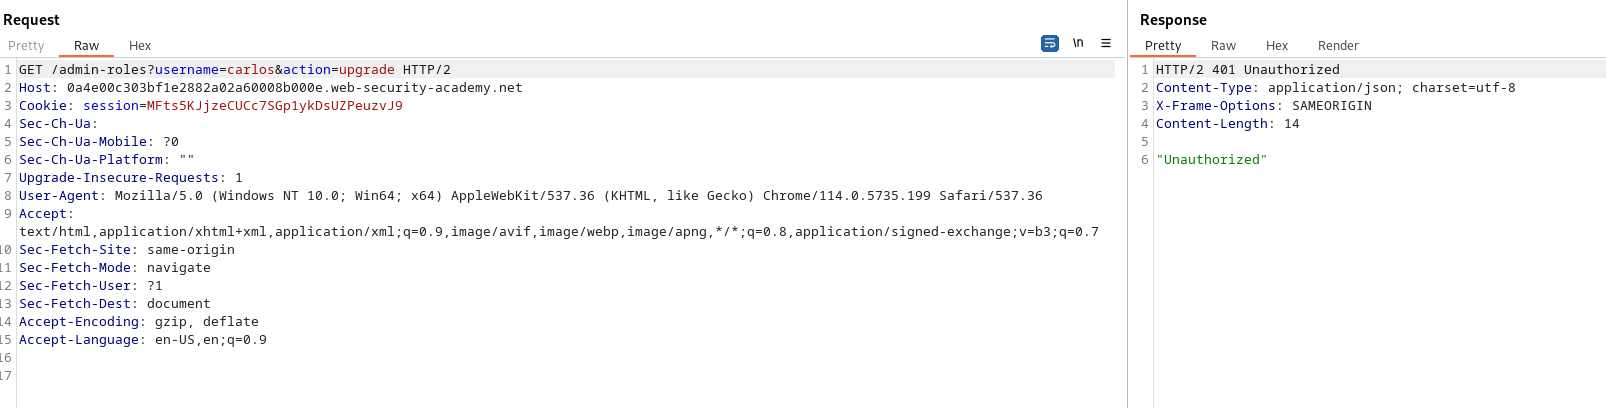 Request
Pretty Raw Hex
\n
1 GET /admin-roles?username=carlos&action=upgrade HTTP/2
2 Host: 0a4e00c303bf1e2882a02a60008b000e.web-security-academy.net
3 Cookie: session=MFts5KJjzeCUCc7SGp1ykDsUZPeuzvJ9
4 Sec-Ch-Ua:
5 Sec-Ch-Ua-Mobile: ?0
6 Sec-Ch-Ua-Platform: ""
7 Upgrade-Insecure-Requests: 1
8 User-Agent: Mozilla/5.0 (Windows NT 10.0; Win64; x64) AppleWebKit/537.36 (KHTML, like Gecko) Chrome/114.0.5735.199 Safari/537.36
9 Accept:
text/html,application/xhtml+xml,application/xml;q=0.9,image/avif,image/webp,image/apng,*/*;q=0.8,application/signed-exchange;v=b3;q=0.7
10 Sec-Fetch-Site: same-origin
11 Sec-Fetch-Mode: navigate
12 Sec-Fetch-User: ?1
13 Sec-Fetch-Dest: document
14 Accept-Encoding: gzip, deflate
15 Accept-Language: en-US,en;q=0.9
16
17
Response
Pretty Raw Hex Render
1 HTTP/2 401 Unauthorized
2 Content-Type: application/json; charset=utf-8
3 X-Frame-Options: SAMEORIGIN
4 Content-Length: 14
5
6 "Unauthorized"